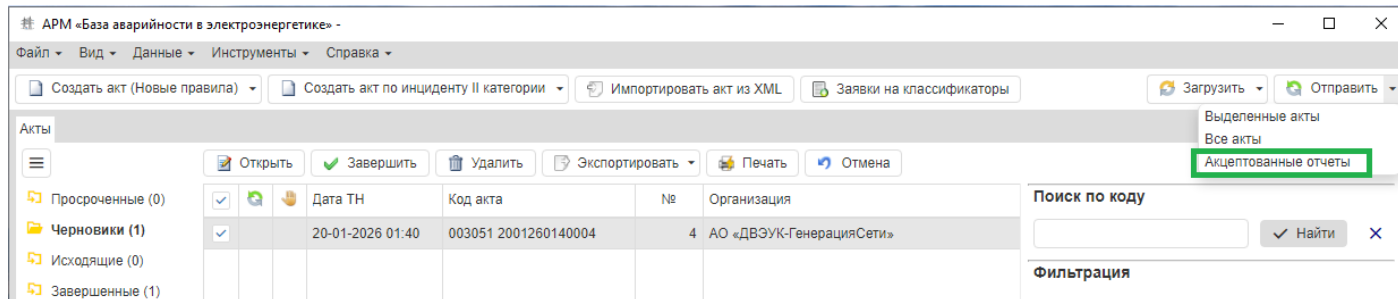 АРМ «База аварийности в электроэнергетике» -
Файл Вид Данные Инструменты Справка
Создать акт (Новые правила) Создать акт по инциденту II категории Импортировать акт из XML Заявки на классификаторы Загрузить Отправить
Выделенные акты
Все акты
Акцептованные отчеты
Акты
Открыть Завершить Удалить Экспортировать Печать Отмена
Просроченные (0)
Черновики (1)
Исходящие (0)
Завершенные (1)
Дата ТН Код акта № Организация
20-01-2026 01:40 003051 2001260140004 4 АО «ДВЭУК-ГенерацияСети»
Поиск по коду
Найти
Фильтрация